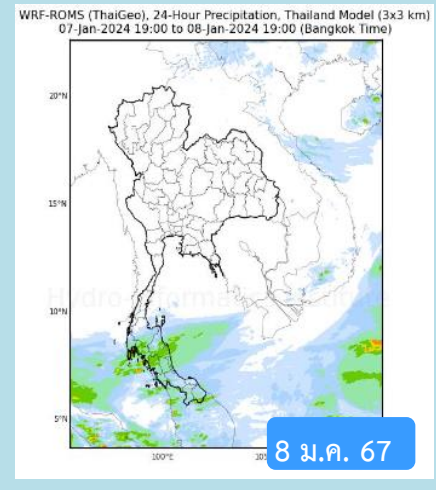 WRF-ROMS (ThaiGeo), 24-Hour Precipitation, Thailand Model (3x3 km)
07-Jan-2024 19:00 to 08-Jan-2024 19:00 (Bangkok Time)
20°N
15°N
10°N
5°N
100°E
8 ม.ค. 67